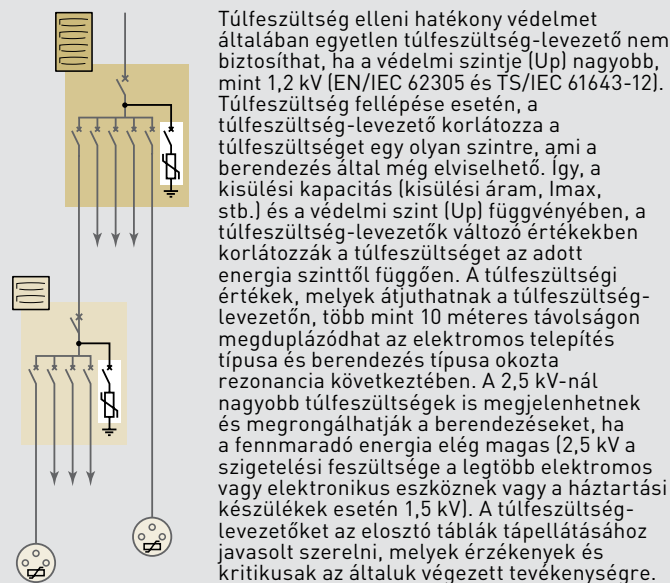 Túlfeszültség elleni hatékony védelmet
általában egyetlen túlfeszültség-levezető nem
biztosíthat, ha a védelmi szintje (Up) nagyobb,
mint 1,2 kV (EN/IEC 62305 és TS/IEC 61643-12).
Túlfeszültség fellépése esetén, a
túlfeszültség-levezető korlátozza a
túlfeszültséget egy olyan szintre, ami a
berendezés által még elviselhető. Így, a
kisülési kapacitás (kisülési áram, Imax,
stb.) és a védelmi szint (Up) függvényében, a
túlfeszültség-levezetők változó értékekben
korlátozzák a túlfeszültséget az adott
energia szinttől függően. A túlfeszültségi
értékek, melyek átjuthatnak a túlfeszültség-
levezetőn, több mint 10 méteres távolságon
megduplázódhat az elektromos telepítés
típusa és berendezés típusa okozta
rezonancia következtében. A 2,5 kV-nál
nagyobb túlfeszültségek is megjelenhetnek
és megrongálhatják a berendezéseket, ha
a fennmaradó energia elég magas (2,5 kV a
szigetelési feszültsége a legtöbb elektromos
vagy elektronikus eszköznek vagy a háztartási
készülékek esetén 1,5 kV). A túlfeszültség-
levezetőket az elosztó táblák tápellátásához
javasolt szerelni, melyek érzékenyek és
kritikusak az általuk végezett tevékenységre.